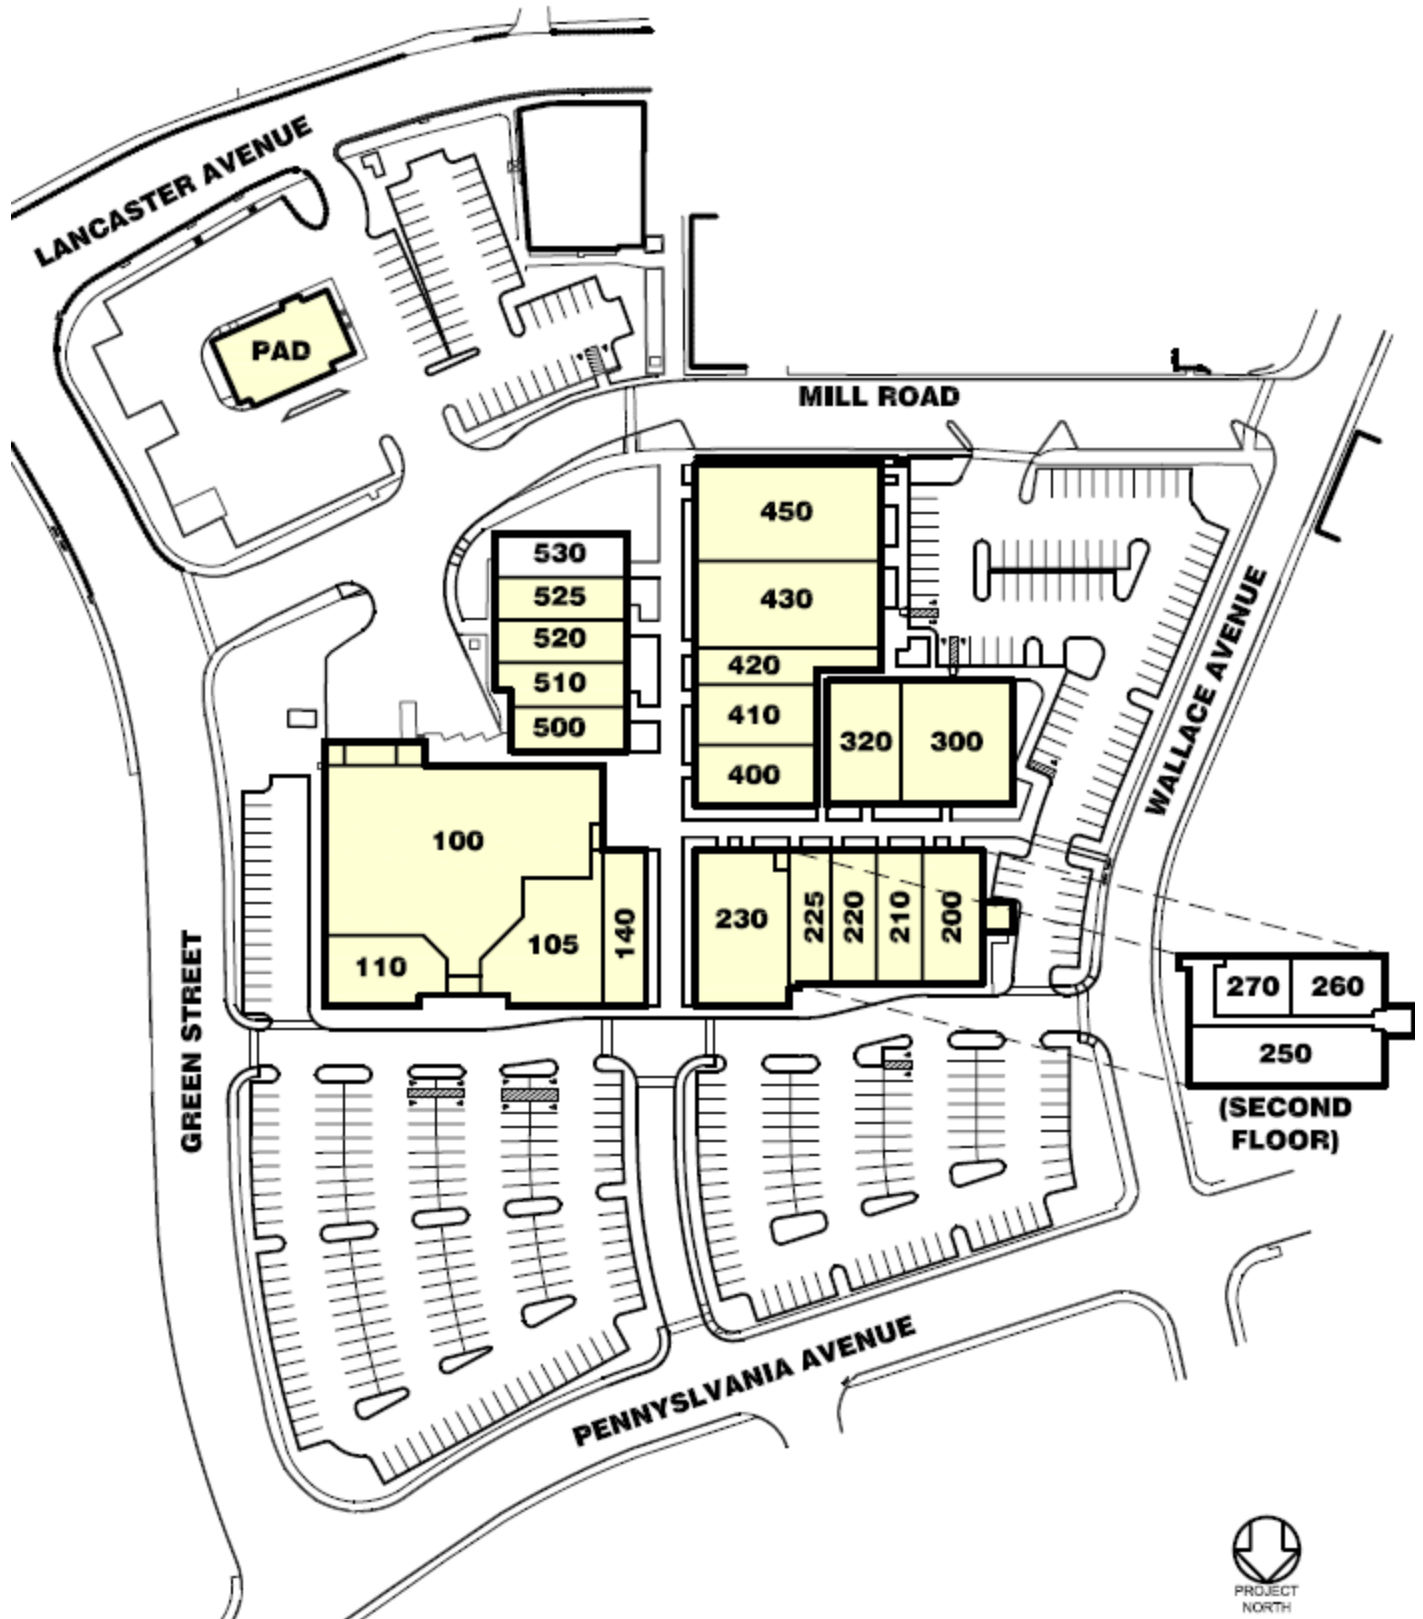 LANCASTER AVENUE
PAD
MILL ROAD
450
530
525
430
520
420
510
410
500
320
300
400
WALLACE AVENUE
100
230
225
220
210
200
140
105
110
270
260
250
(SECOND
FLOOR)
GREEN STREET
PENNYSLVANIA AVENUE
PROJECT
NORTH